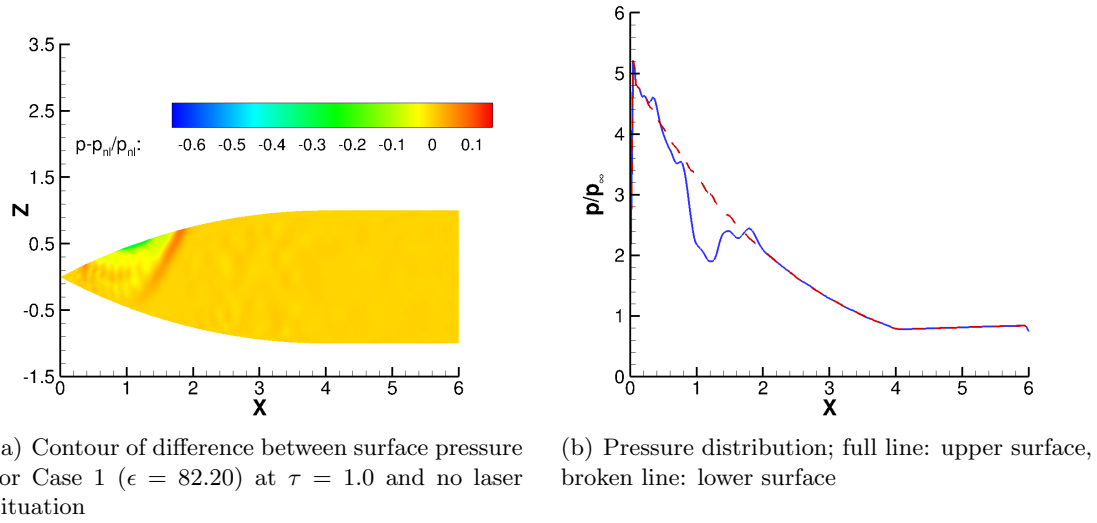 3.5
2.5
1.5
0.5
-0.5
-1.5
Z
p-pnl/pnl:
-0.6 -0.5 -0.4 -0.3 -0.2 -0.1 0 0.1
0 1 2 3 4 5 6
X
a) Contour of difference between surface pressure
or Case 1 (ϵ = 82.20) at τ = 1.0 and no laser
ituation
6
5
4
3
2
1
0
p/p∞
0 1 2 3 4 5 6
X
(b) Pressure distribution; full line: upper surface,
broken line: lower surface